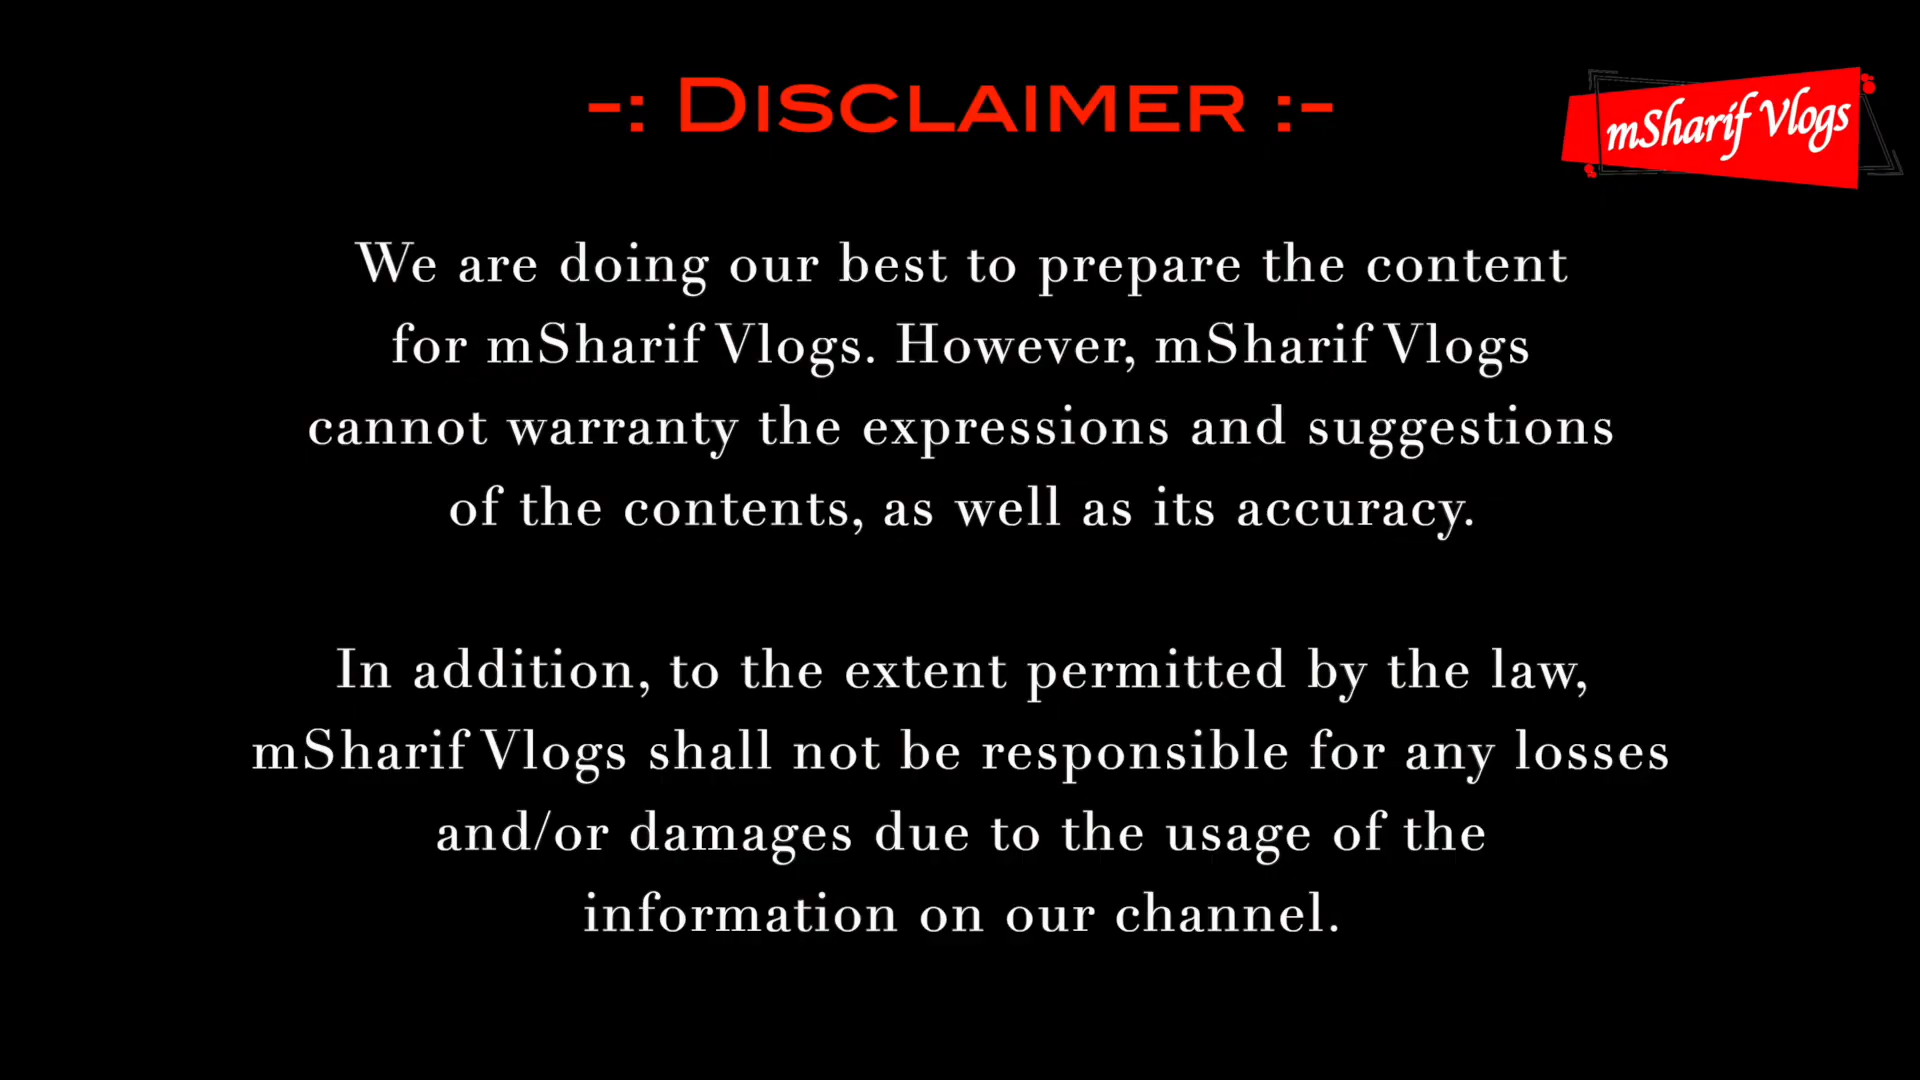 -: DISCLAIMER :-
mSharif Vlogs
We are doing our best to prepare the content
for mSharif Vlogs. However, mSharif Vlogs
cannot warranty the expressions and suggestions
of the contents, as well as its accuracy.
In addition, to the extent permitted by the law,
mSharif Vlogs shall not be responsible for any losses
and/or damages due to the usage of the
information on our channel.